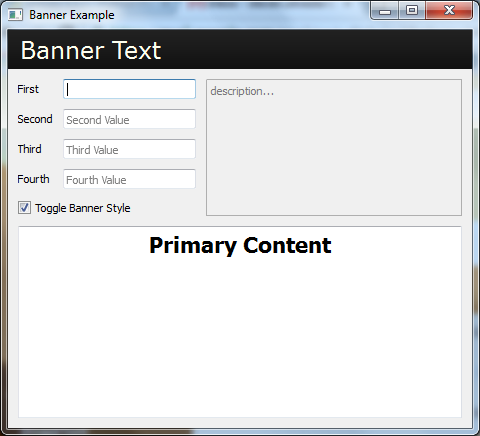 Banner Example
Banner Text
First
description...
Second Second Value
Third Third Value
Fourth Fourth Value
Toggle Banner Style
Primary Content